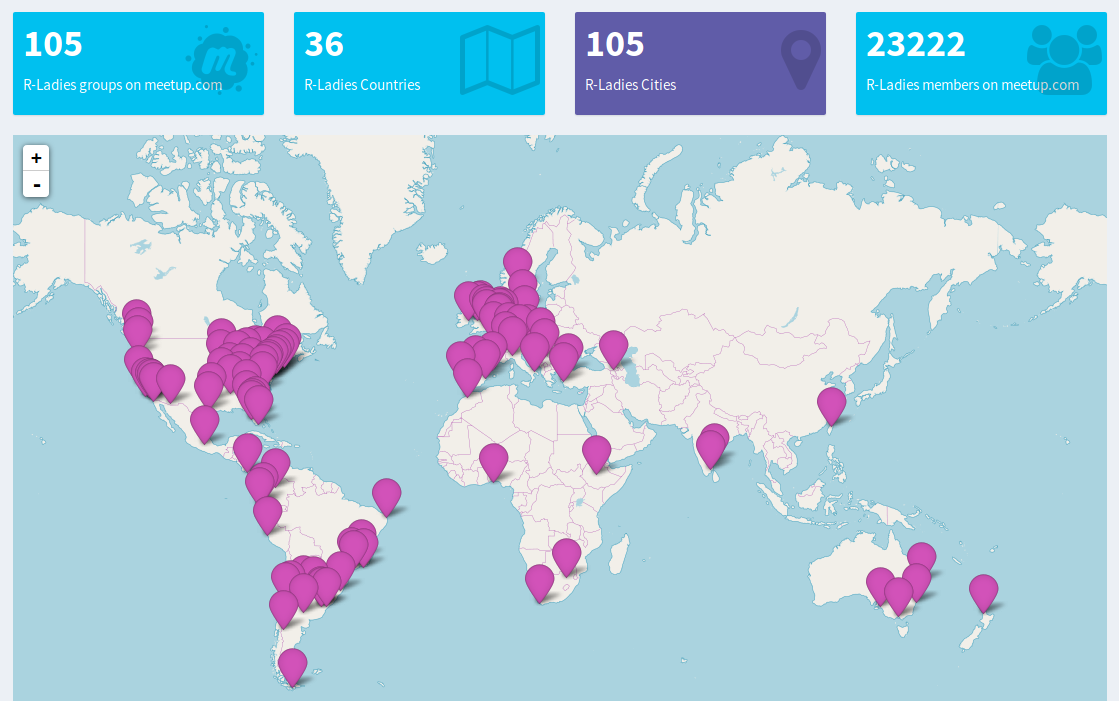 105
R-Ladies groups on meetup.com
36
R-Ladies Countries
105
R-Ladies Cities
23222
R-Ladies members on meetup.com
+
-